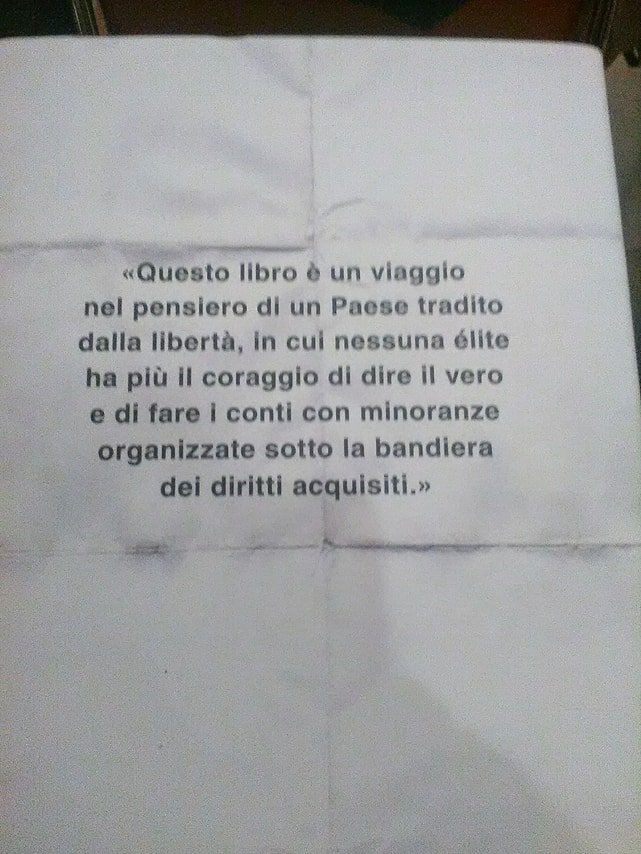 «Questo libro è un viaggio
nel pensiero di un Paese tradito
dalla libertà, in cui nessuna élite
ha più il coraggio di dire il vero
e di fare i conti con minoranze
organizzate sotto la bandiera
dei diritti acquisiti.»